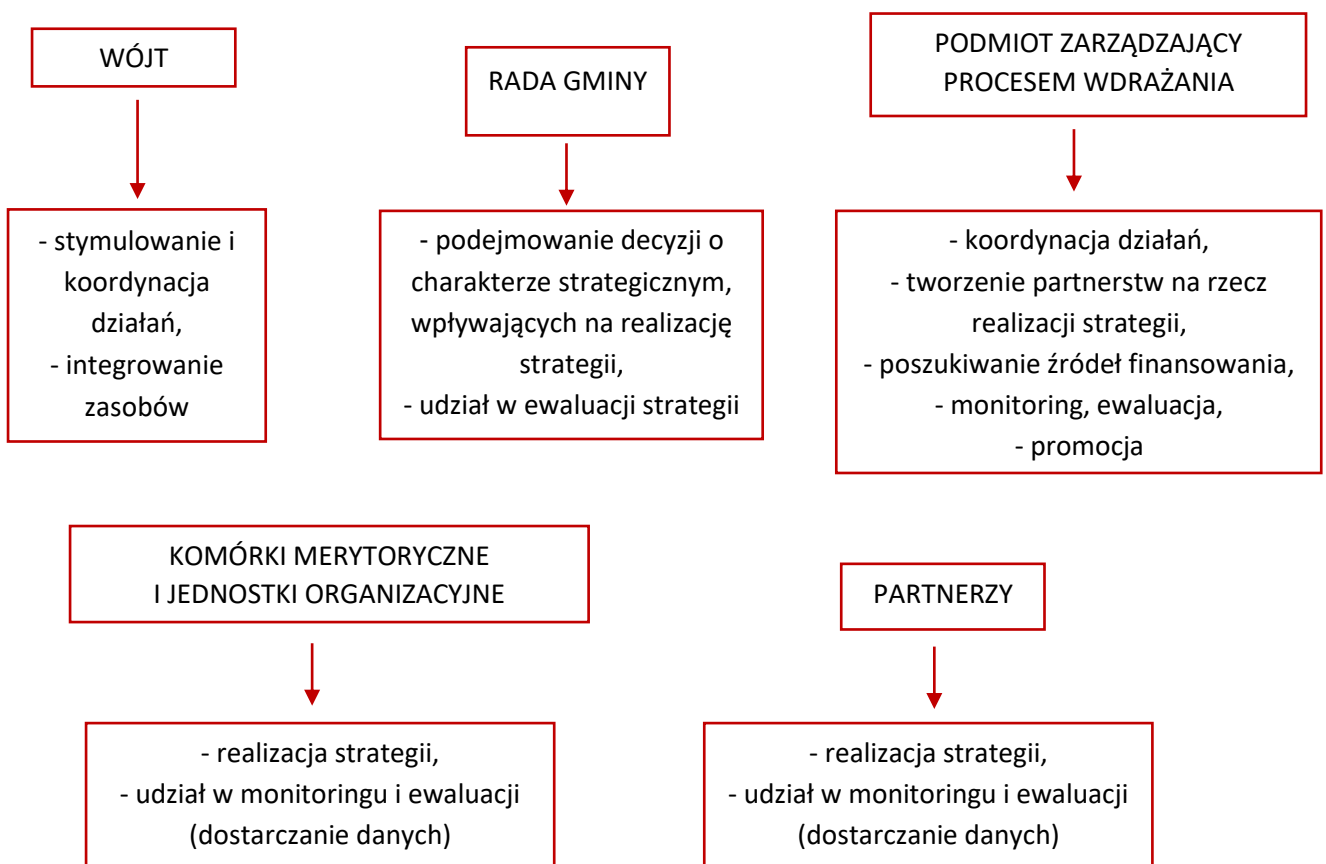 WÓJT
- stymulowanie i
koordynacja
działań,
- integrowanie
zasobów
RADA GMINY
- podejmowanie decyzji o
charakterze strategicznym,
wpływających na realizację
strategii,
- udział w ewaluacji strategii
PODMIOT ZARZĄDZAJĄCY
PROCESEM WDRAŻANIA
- koordynacja działań,
- tworzenie partnerstw na rzecz
realizacji strategii,
- poszukiwanie źródeł finansowania,
- monitoring, ewaluacja,
- promocja
KOMÓRKI MERYTORYCZNE
I JEDNOSTKI ORGANIZACYJNE
- realizacja strategii,
- udział w monitoringu i ewaluacji
(dostarczanie danych)
PARTNERZY
- realizacja strategii,
- udział w monitoringu i ewaluacji
(dostarczanie danych)